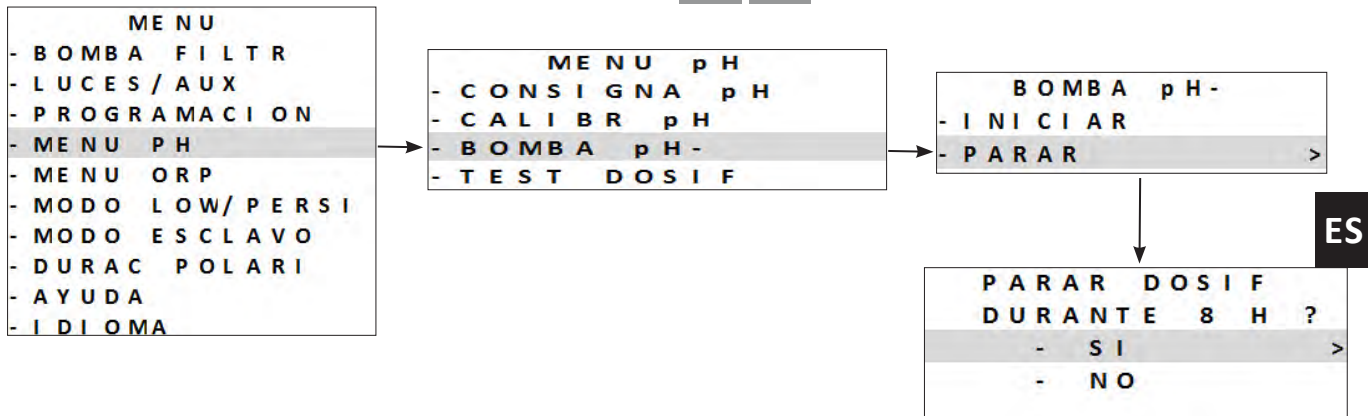 MENU
- BOMBA FILTR
- LUCES/AUX
- PROGRAMACION
- MENU PH
- MENU ORP
- MODO LOW/PERSI
- MODO ESCLAVO
- DURAC POLARI
- AYUDA
- IDIOMA
MENU pH
- CONSIGNA pH
- CALIBR pH
- BOMBA pH-
- TEST DOSIF
BOMBA pH-
- INICIAR
- PARAR >
ES
PARAR DOSIF
DURANTE 8 H ?
- SI >
- NO